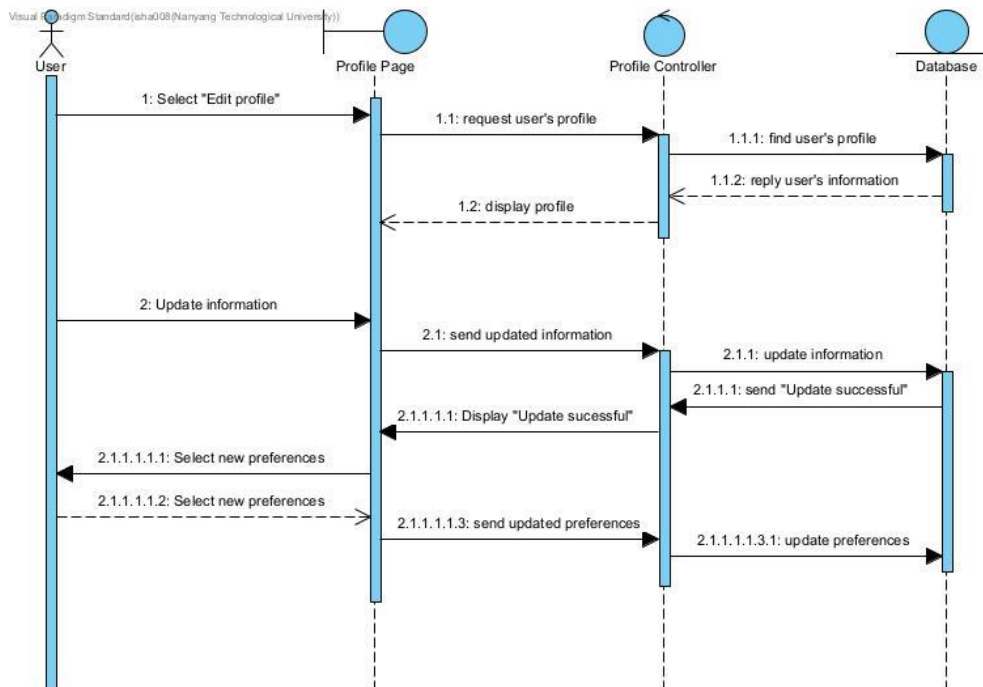 Visual Paradigm Standard(isha008(Nanyang Technological University))
User
Profile Page
Profile Controller
Database
1: Select "Edit profile"
1.1: request user's profile
1.1.1: find user's profile
1.1.2: reply user's information
1.2: display profile
2: Update information
2.1: send updated information
2.1.1: update information
2.1.1.1: send "Update successful"
2.1.1.1.1: Display "Update sucessful"
2.1.1.1.1.1: Select new preferences
2.1.1.1.1.2: Select new preferences
2.1.1.1.1.3: send updated preferences
2.1.1.1.1.3.1: update preferences